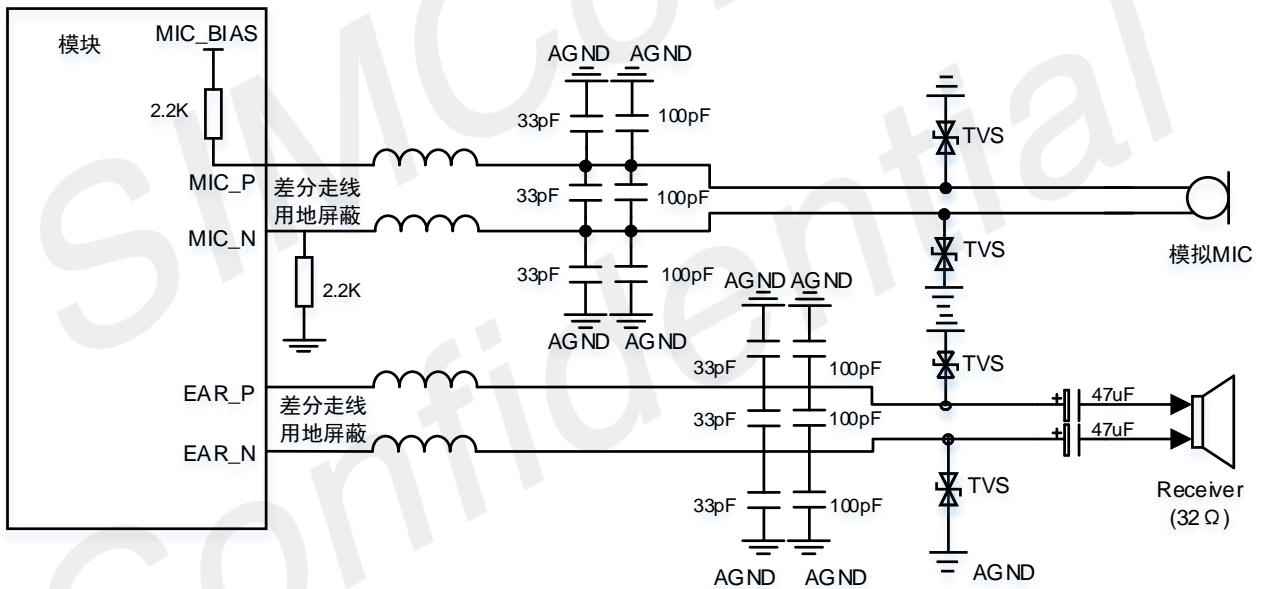 模块
MIC_BIAS
2.2K
MIC_P
差分走线
用地屏蔽
MIC_N
2.2K
AGND
AGND
33pF
100pF
33pF
100pF
33pF
100pF
AGND
AGND
TVS
TVS
模拟MIC
EAR_P
差分走线
用地屏蔽
EAR_N
AGND
AGND
33pF
100pF
33pF
100pF
33pF
100pF
AGND
AGND
TVS
47uF
47uF
TVS
AGND
Receiver
(32Ω)
SIMCo
Confidential
Co